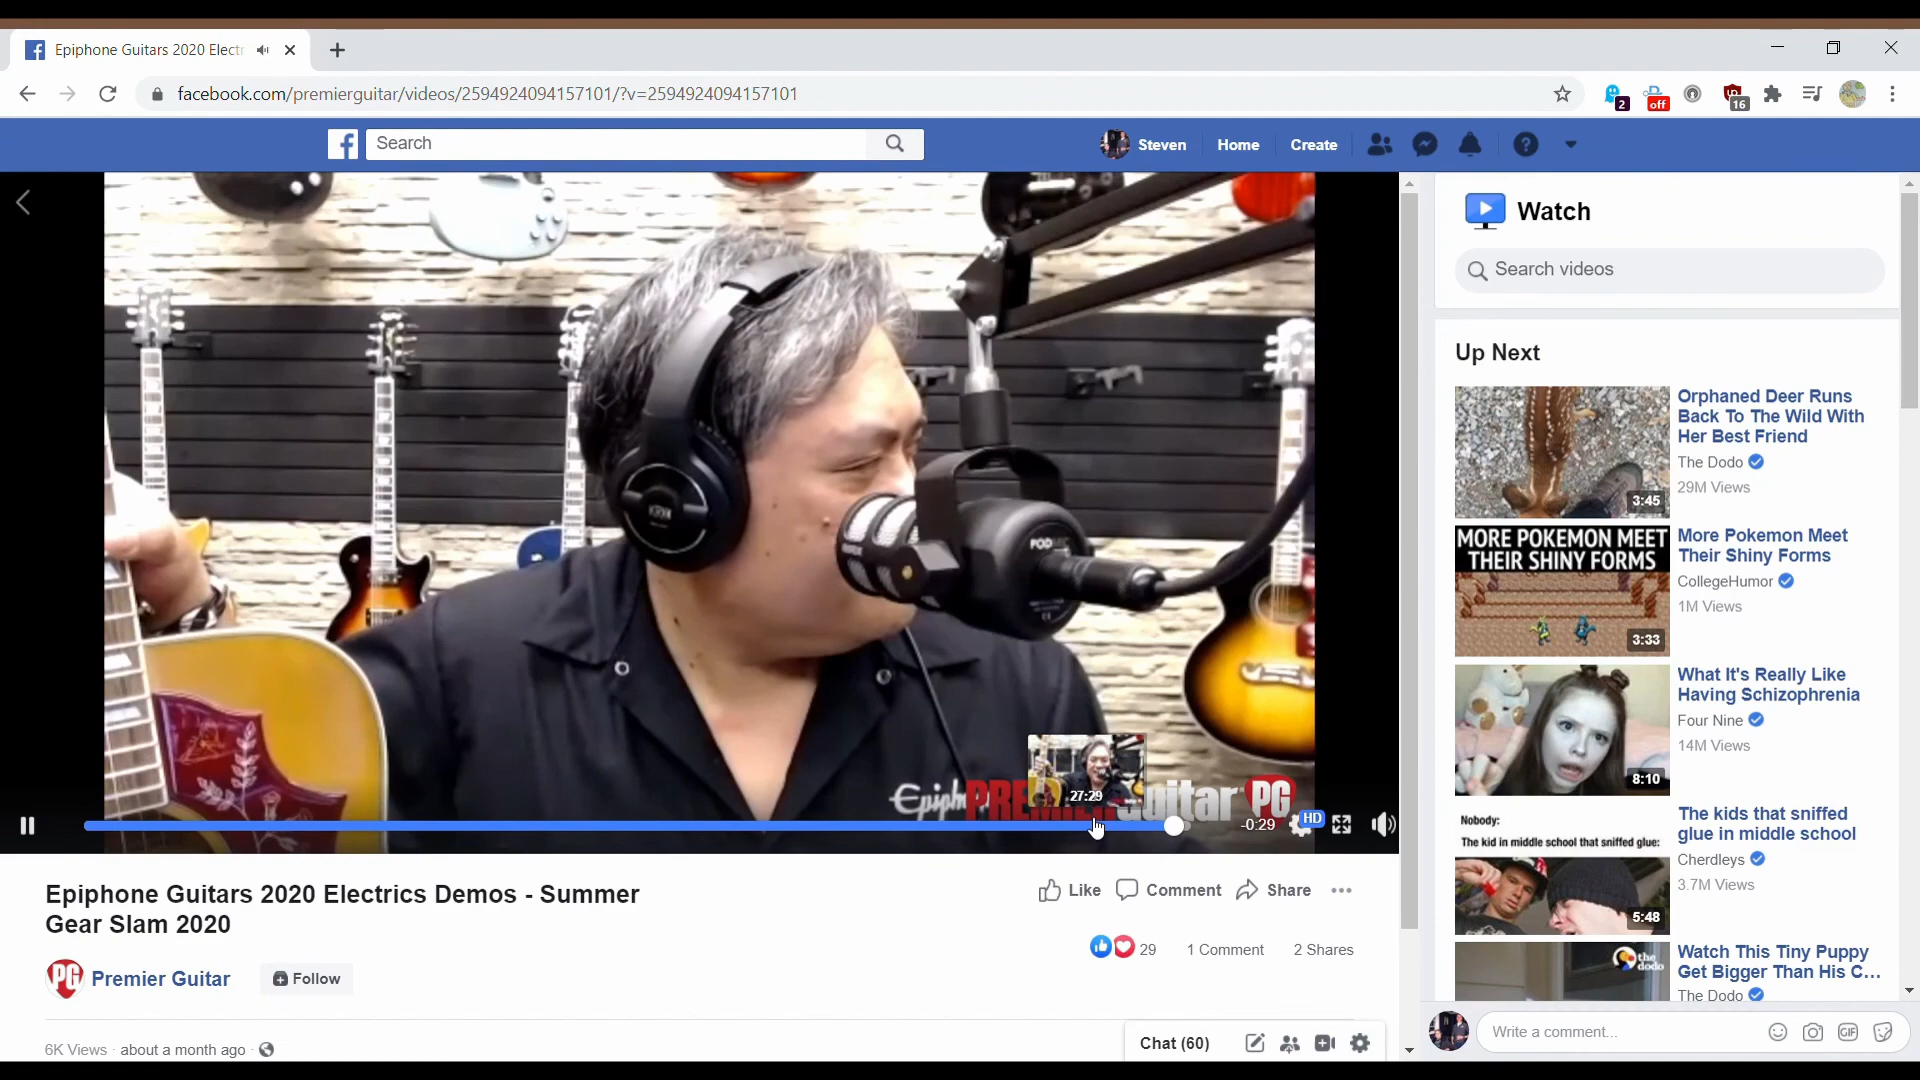 Epiphone Guitars 2020 Electr
facebook.com/premierguitar/videos/2594924094157101/?v=2594924094157101
2
off
16
Search
Steven
Home
Create
Watch
Search videos
Up Next
Orphaned Deer Runs
Back To The Wild With
Her Best Friend
The Dodo
29M Views
3:45
MORE POKEMON MEET
THEIR SHINY FORMS
3:33
More Pokemon Meet
Their Shiny Forms
CollegeHumor
1M Views
What It's Really Like
Having Schizophrenia
Four Nine
14M Views
8:10
Nobody:
The kid in middle school that sniffed glue:
5:48
The kids that sniffed
glue in middle school
Cherdleys
3.7M Views
the
dodo
Watch This Tiny Puppy
Get Bigger Than His C...
The Dodo
KRK
POD
27:29
PG
-0:29
HD
Epiphone Guitars 2020 Electrics Demos - Summer
Gear Slam 2020
Like
Comment
Share
29
1 Comment
2 Shares
PG
Premier Guitar
Follow
6K Views · about a month ago ·
Chat (60)
Write a comment...
GIF